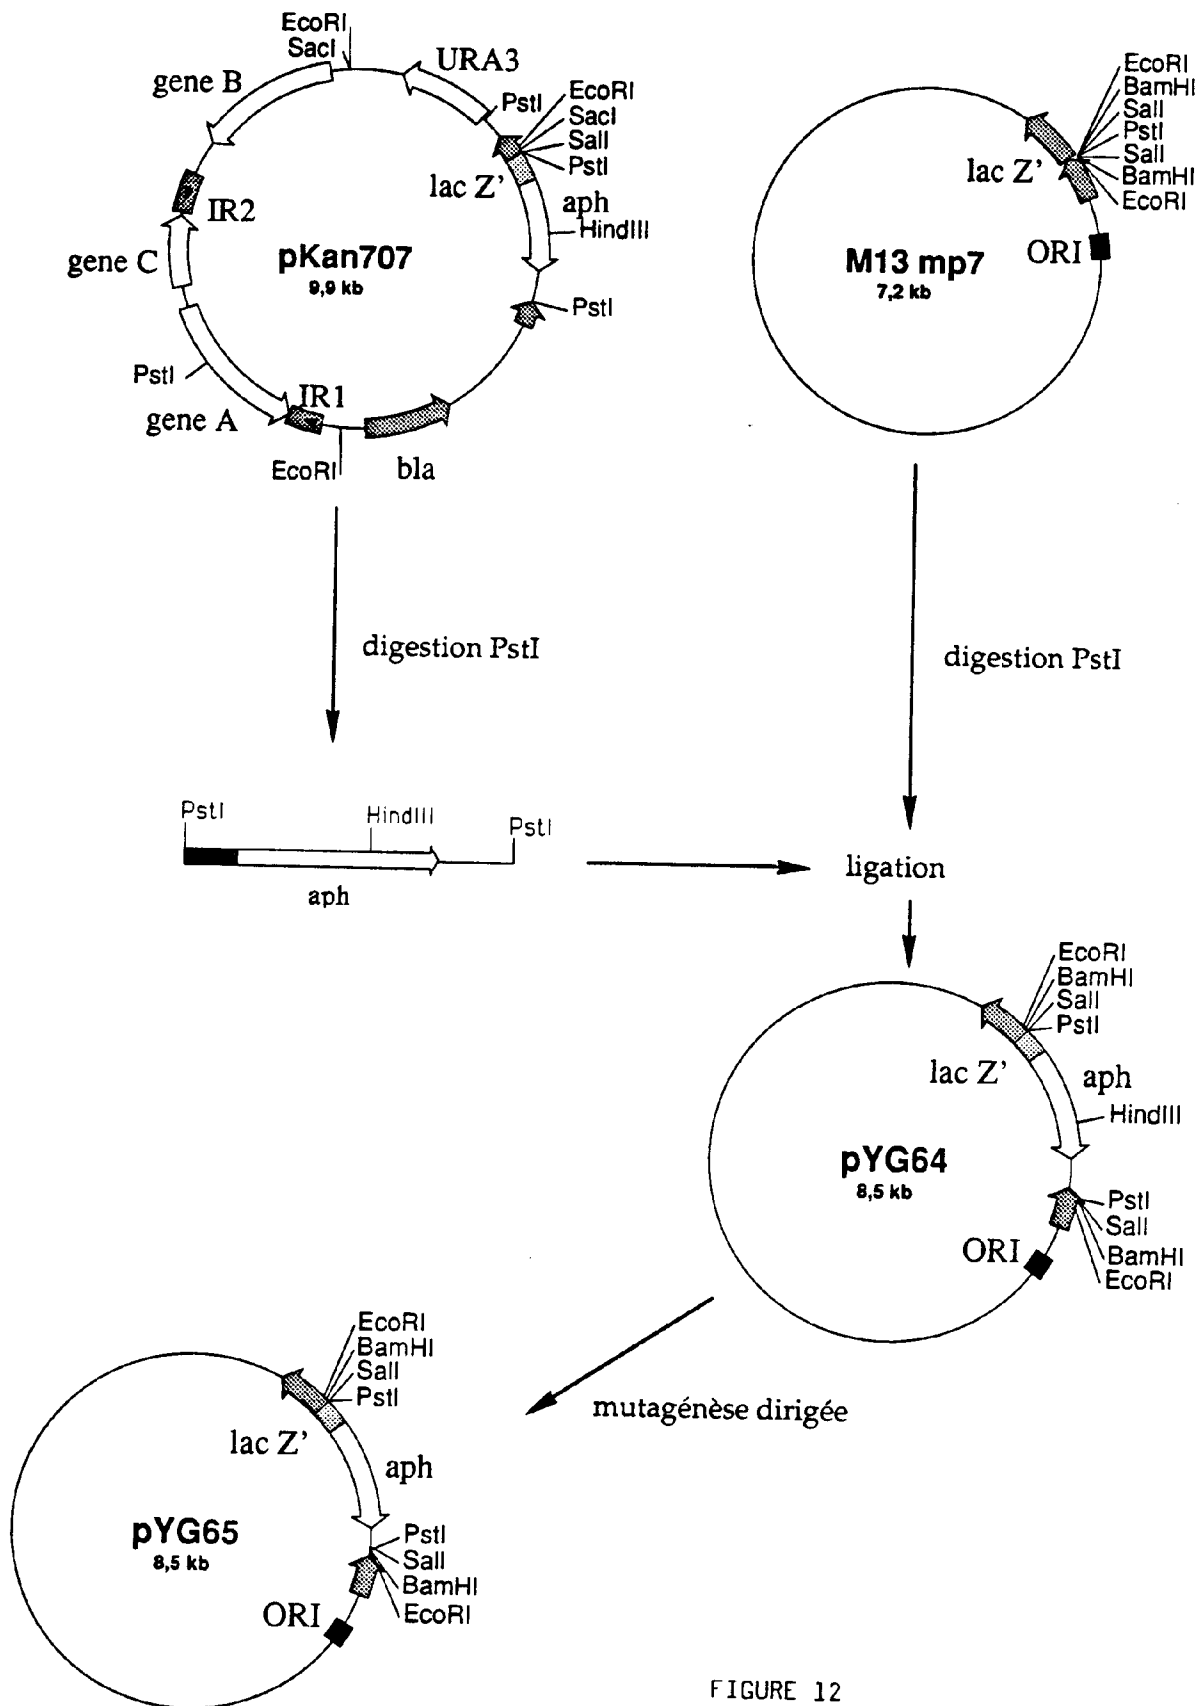 EcoRI
SacI
gene B
URA3
PstI
EcoRI
SacI
SalI
PstI
lac Z'
aph
HindIII
IR2
gene C
pKan707
9,9 kb
PstI
PstI
IR1
gene A
EcoRI
bla
EcoRI
BamHI
SalI
PstI
SalI
BamHI
EcoRI
lac Z'
ORI
M13 mp7
7,2 kb
digestion PstI
digestion PstI
PstI
HindIII
PstI
aph
ligation
EcoRI
BamHI
SalI
PstI
lac Z'
aph
HindIII
pYG64
8,5 kb
PstI
SalI
BamHI
EcoRI
ORI
mutagénèse dirigée
EcoRI
BamHI
SalI
PstI
lac Z'
aph
pYG65
8,5 kb
PstI
SalI
BamHI
EcoRI
ORI
FIGURE 12